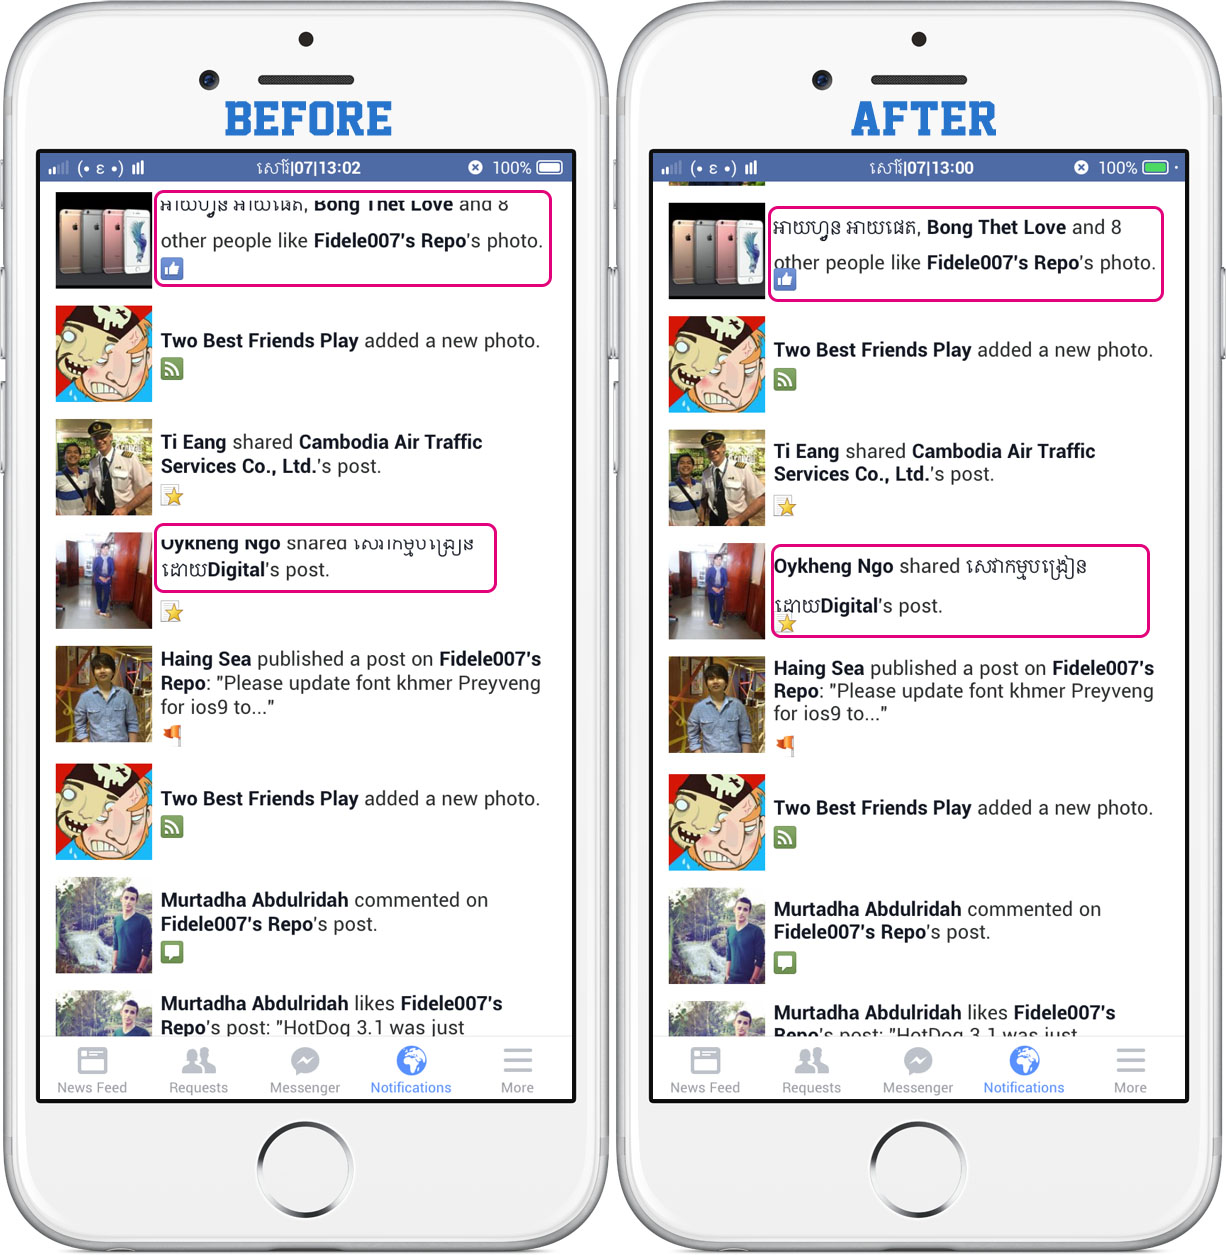 BEFORE
(• ε •) សៅរ៍|07|13:02 100%
អាយហ្វូន អាយផេត, Bong Thet Love and 8
other people like Fidele007's Repo's photo.
Two Best Friends Play added a new photo.
Ti Eang shared Cambodia Air Traffic
Services Co., Ltd.'s post.
Oykheng Ngo shared សេវាកម្មបង្រៀន
ដោយDigital's post.
Haing Sea published a post on Fidele007's
Repo: "Please update font khmer Preyveng
for ios9 to..."
Two Best Friends Play added a new photo.
Murtadha Abdulridah commented on
Fidele007's Repo's post.
Murtadha Abdulridah likes Fidele007's
Repo's post: "HotDog 3.1 was just
News Feed Requests Messenger Notifications More
AFTER
(• ε •) សៅរ៍|07|13:00 100%
អាយហ្វូន អាយផេត, Bong Thet Love and 8
other people like Fidele007's Repo's photo.
Two Best Friends Play added a new photo.
Ti Eang shared Cambodia Air Traffic
Services Co., Ltd.'s post.
Oykheng Ngo shared សេវាកម្មបង្រៀន
ដោយDigital's post.
Haing Sea published a post on Fidele007's
Repo: "Please update font khmer Preyveng
for ios9 to..."
Two Best Friends Play added a new photo.
Murtadha Abdulridah commented on
Fidele007's Repo's post.
Murtadha Abdulridah likes Fidele007's
Repo's post: "HotDog 3.1 was just
News Feed Requests Messenger Notifications More